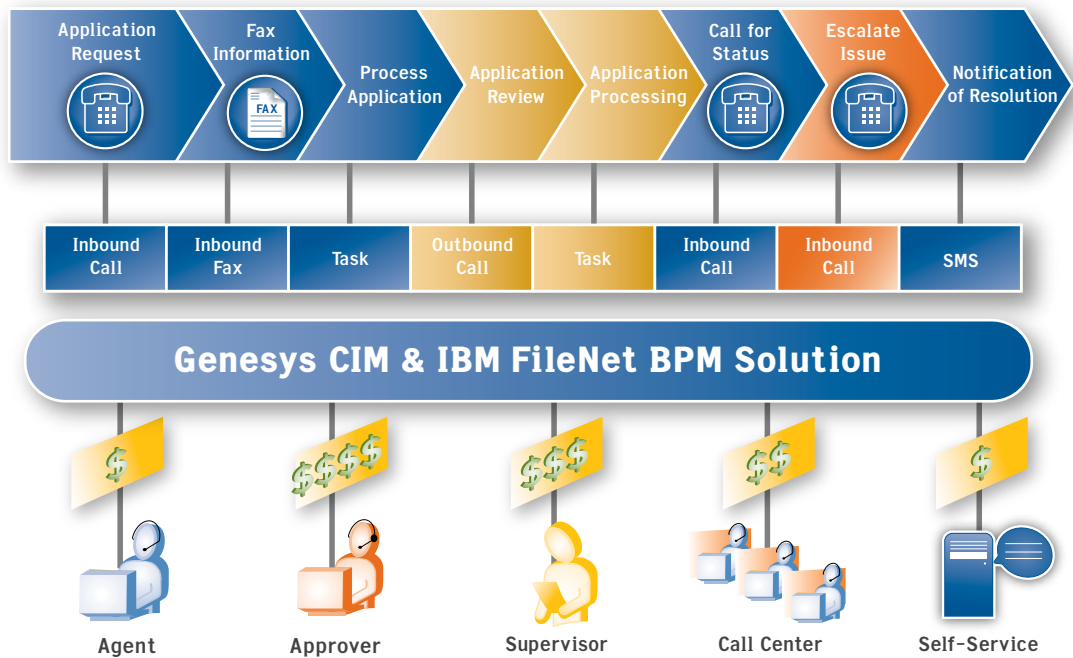 Application
Request
Fax
Information
FAX
Process
Application
Application
Review
Application
Processing
Call for
Status
Escalate
Issue
Notification
of Resolution
Inbound
Call
Inbound
Fax
Task
Outbound
Call
Task
Inbound
Call
Inbound
Call
SMS
Genesys CIM & IBM FileNet BPM Solution
$
$$$$
$$$
$$
$
Agent
Approver
Supervisor
Call Center
Self-Service